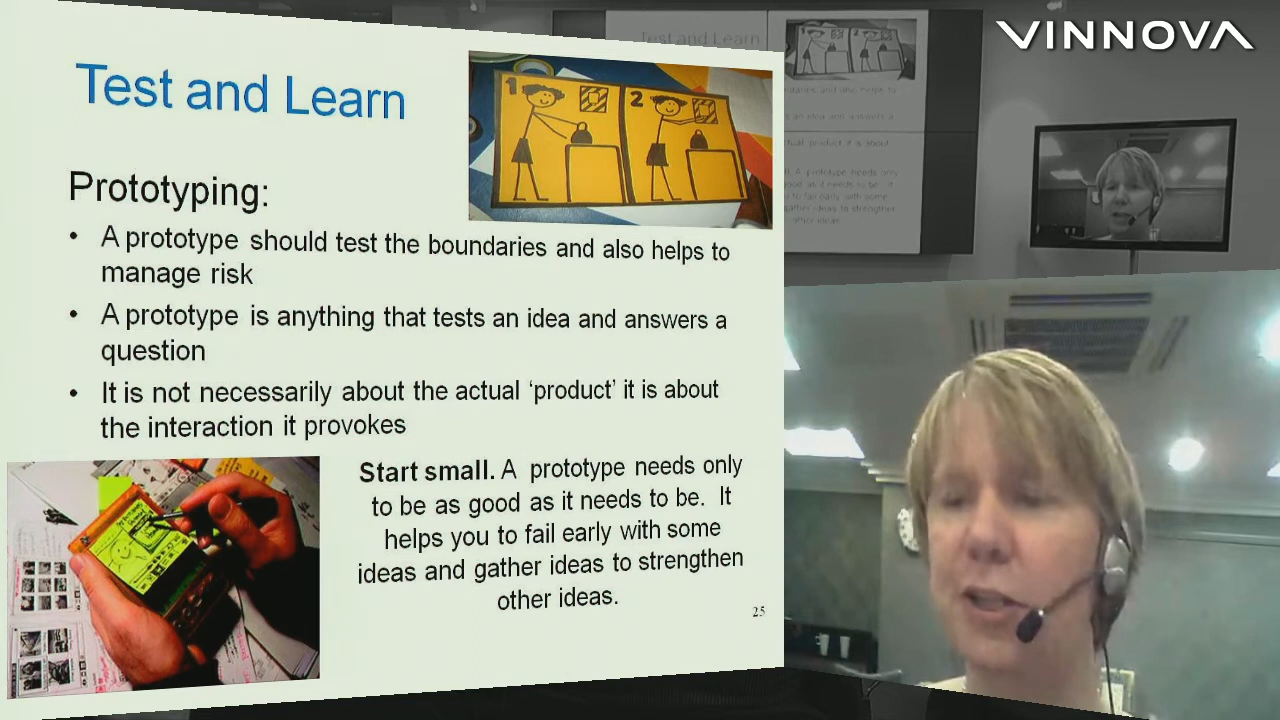 VINNOVA
Test and Learn
1
2
Prototyping:
• A prototype should test the boundaries and also helps to
manage risk
• A prototype is anything that tests an idea and answers a
question
• It is not necessarily about the actual ‘product’ it is about
the interaction it provokes
Start small. A prototype needs only
to be as good as it needs to be. It
helps you to fail early with some
ideas and gather ideas to strengthen
other ideas.
25
Test and Learn